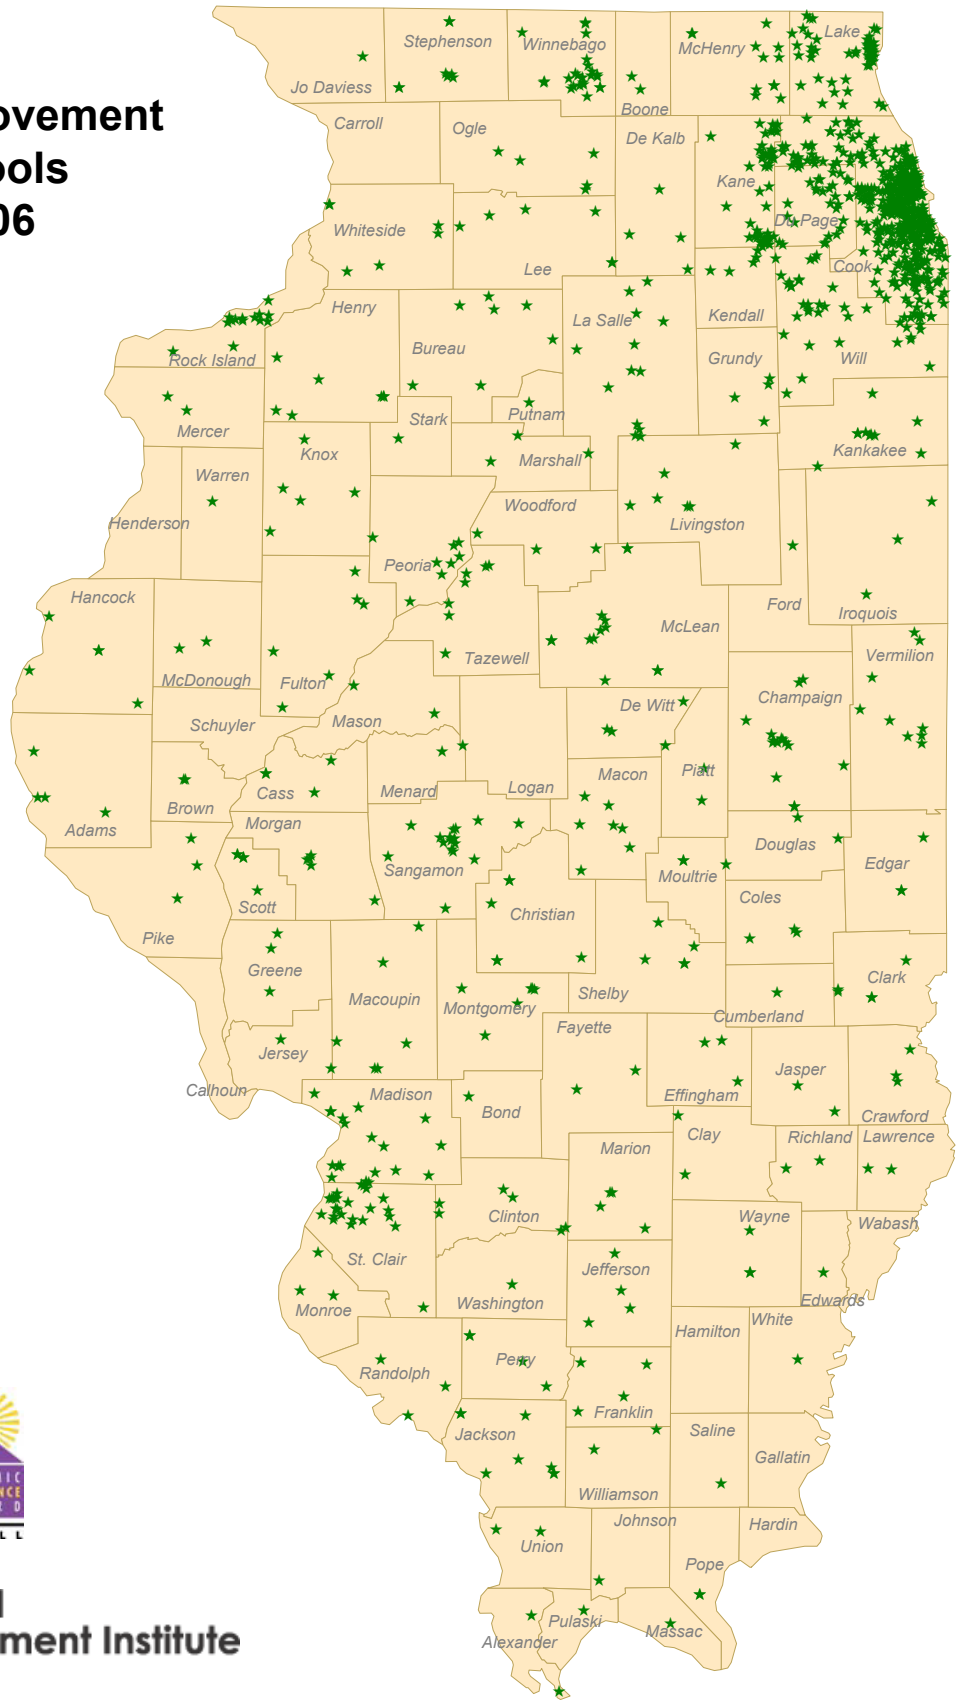 ovement
ools
06
Jo Daviess
Stephenson
Winnebago
Boone
McHenry
Lake
Carroll
Ogle
De Kalb
Kane
Du Page
Cook
Whiteside
Lee
Kendall
Rock Island
Henry
Bureau
La Salle
Grundy
Will
Mercer
Stark
Putnam
Kankakee
Knox
Marshall
Warren
Henderson
Woodford
Livingston
Peoria
Hancock
McDonough
Fulton
Tazewell
McLean
Ford
Iroquois
Vermilion
Champaign
Schuyler
Mason
De Witt
Adams
Brown
Cass
Menard
Logan
Macon
Piatt
Morgan
Sangamon
Douglas
Edgar
Moultrie
Scott
Pike
Christian
Coles
Greene
Macoupin
Montgomery
Shelby
Clark
Cumberland
Calhoun
Jersey
Fayette
Effingham
Jasper
Crawford
Madison
Bond
Marion
Clay
Richland
Lawrence
Clinton
Wayne
Wabash
St. Clair
Jefferson
Edwards
Monroe
Washington
Hamilton
White
Randolph
Perry
Franklin
Saline
Gallatin
Jackson
Williamson
Johnson
Hardin
Union
Pope
Alexander
Pulaski
Massac
MIC
NCE
R D
L L
ment Institute